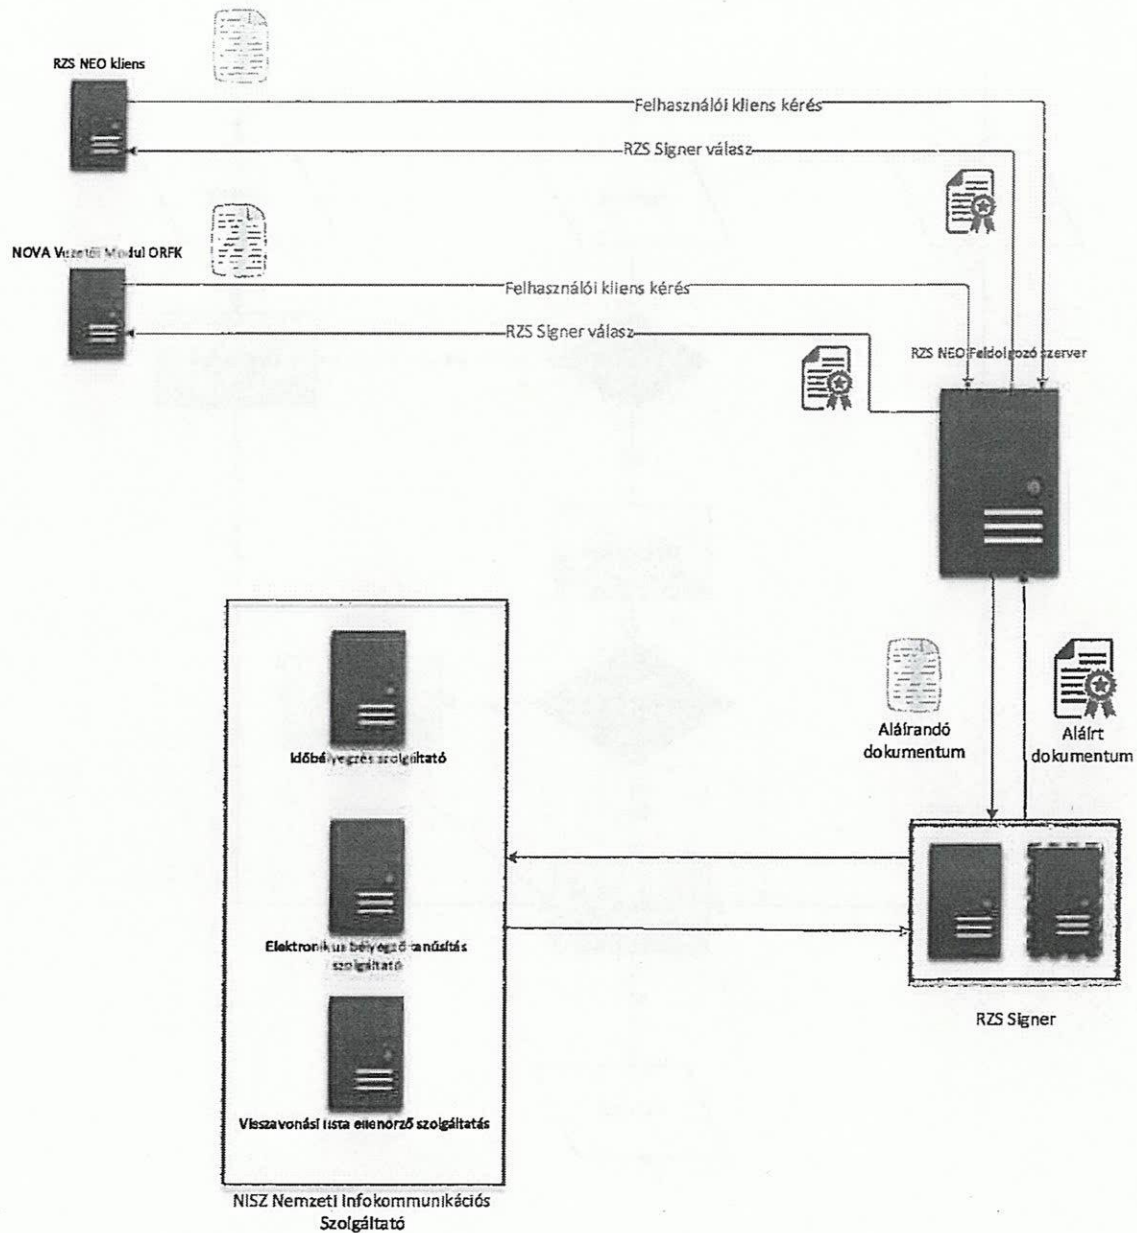 RZS NEO kliens
Felhasználói kliens kérés
RZS Signer válasz
NOVA Vezetői Modul ORFK
Felhasználói kliens kérés
RZS Signer válasz
RZS NEO Feldolgozó szerver
Aláírandó
dokumentum
Aláírt
dokumentum
Időbélyegzés szolgáltató
Elektronikus bélyegző tanúsítás
szolgáltató
Visszavonási lista ellenörző szolgáltatás
RZS Signer
NISZ Nemzeti Infokommunikációs
Szolgáltató